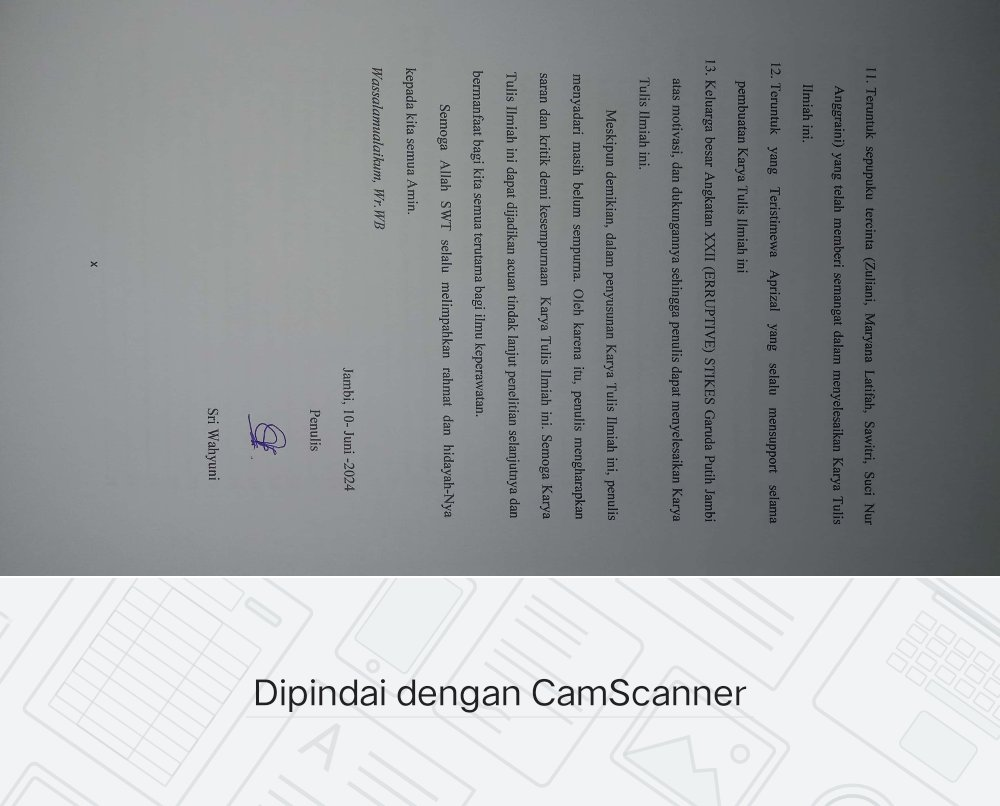 11. Teruntuk sepupuku tercinta (Zuliani, Maryana Latifah, Sawitri, Suci Nur
Anggraini) yang telah memberi semangat dalam menyelesaikan Karya Tulis
Ilmiah ini.
12. Teruntuk yang Teristimewa Aprizal yang selalu mensupport selama
pembuatan Karya Tulis Ilmiah ini
13. Keluarga besar Angkatan XXII (ERRUPTIVE) STIKES Garuda Putih Jambi
atas motivasi, dan dukungannya sehingga penulis dapat menyelesaikan Karya
Tulis Ilmiah ini.
Meskipun demikian, dalam penyusunan Karya Tulis Ilmiah ini, penulis
menyadari masih belum sempurna. Oleh karena itu, penulis mengharapkan
saran dan kritik demi kesempurnaan Karya Tulis Ilmiah ini. Semoga Karya
Tulis Ilmiah ini dapat dijadikan acuan tindak lanjut penelitian selanjutnya dan
bermanfaat bagi kita semua terutama bagi ilmu keperawatan.
Semoga Allah SWT selalu melimpahkan rahmat dan hidayah-Nya
kepada kita semua Amin.
Wassalamualaikum, Wr.WB
Jambi, 10- Juni -2024
Penulis
Sri Wahyuni
x
Dipindai dengan CamScanner